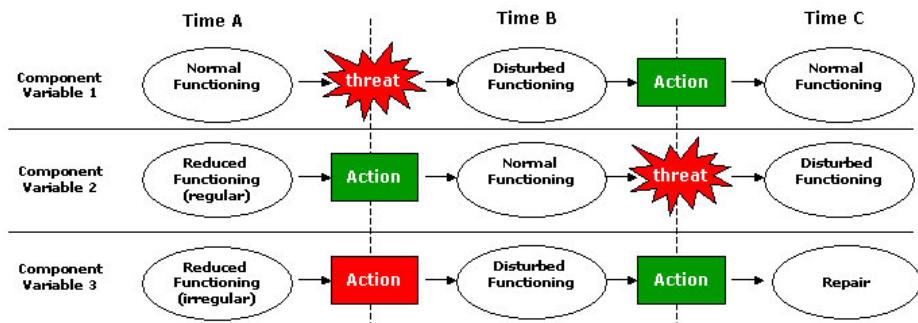 Time A
Time B
Time C
Component
Variable 1
Normal
Functioning
threat
Disturbed
Functioning
Action
Normal
Functioning
Component
Variable 2
Reduced
Functioning
(regular)
Action
Normal
Functioning
threat
Disturbed
Functioning
Component
Variable 3
Reduced
Functioning
(irregular)
Action
Disturbed
Functioning
Action
Repair